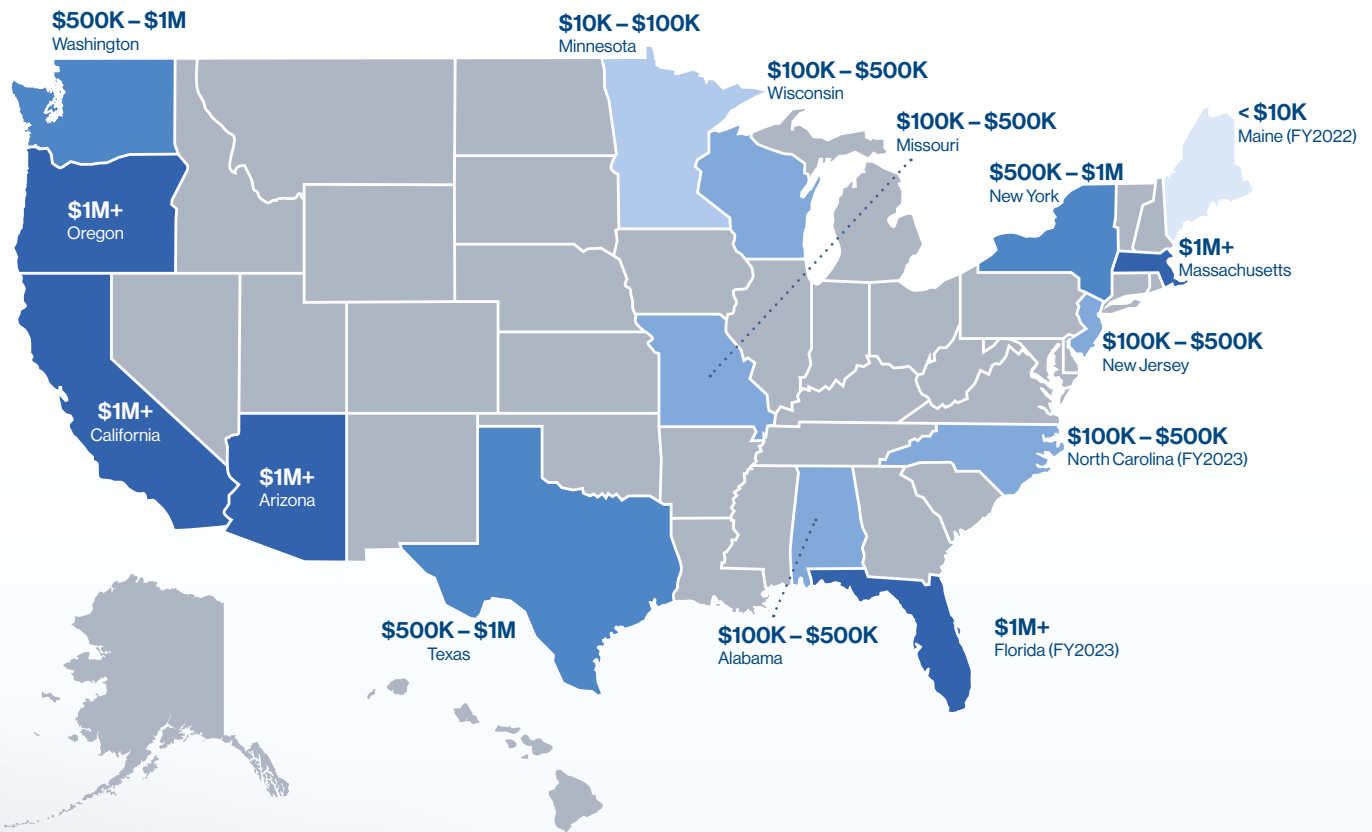 $500K – $1M
Washington
$10K – $100K
Minnesota
$100K – $500K
Wisconsin
$100K – $500K
Missouri
< $10K
Maine (FY2022)
$500K – $1M
New York
$1M+
Oregon
$1M+
Massachusetts
$100K – $500K
New Jersey
$1M+
California
$1M+
Arizona
$100K – $500K
North Carolina (FY2023)
$500K – $1M
Texas
$100K – $500K
Alabama
$1M+
Florida (FY2023)